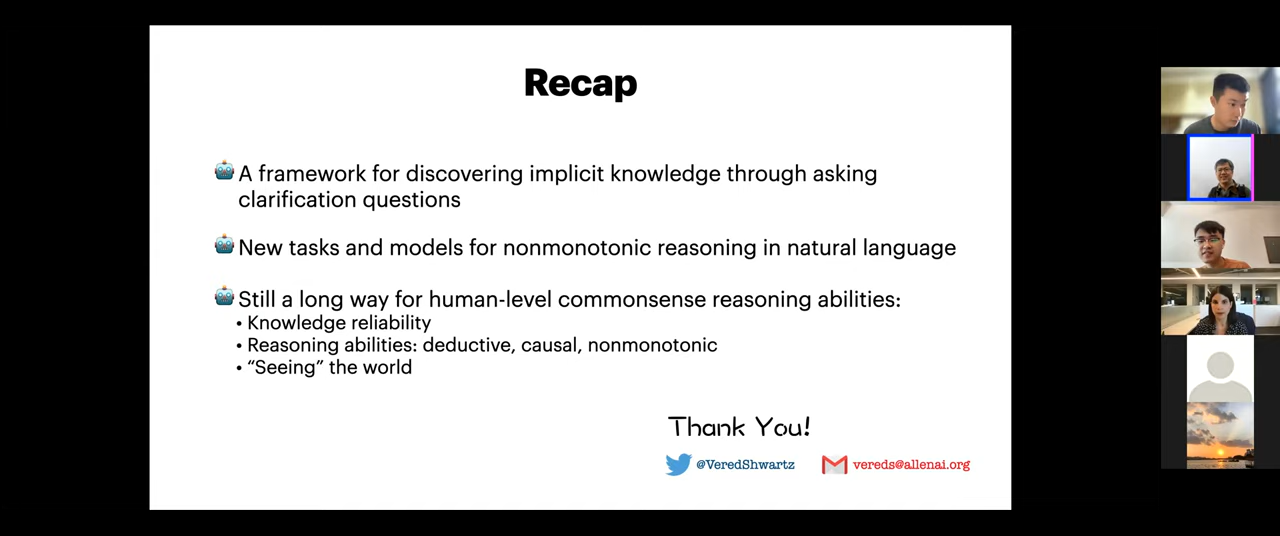 Recap
A framework for discovering implicit knowledge through asking
clarification questions
New tasks and models for nonmonotonic reasoning in natural language
Still a long way for human-level commonsense reasoning abilities:
• Knowledge reliability
• Reasoning abilities: deductive, causal, nonmonotonic
• “Seeing” the world
Thank You!
@VeredShwartz
vereds@allenai.org